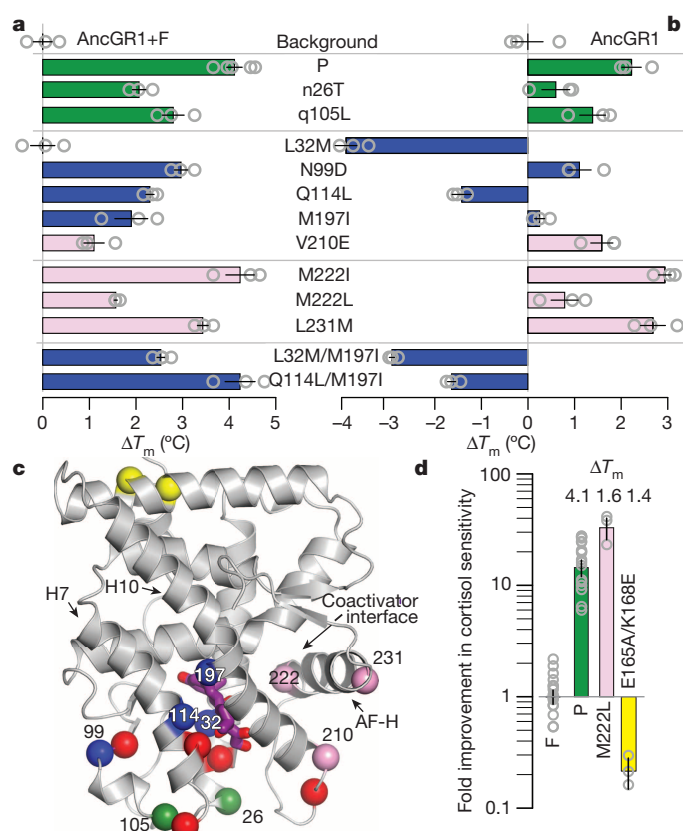 a AncGR1+F Background AncGR1 b
P
n26T
q105L
L32M
N99D
Q114L
M197I
V210E
M222I
M222L
L231M
L32M/M197I
Q114L/M197I
0 1 2 3 4 5 −4 −3 −2 −1 0 1 2 3
ΔTm (°C) ΔTm (°C)
c
H7
H10
Coactivator
interface
197
222
231
114
32
AF-H
99
210
105
26
d
ΔTm
4.1 1.6 1.4
Fold improvement in cortisol sensitivity
100
10
1
0.1
F
P
M222L
E165A/K168E